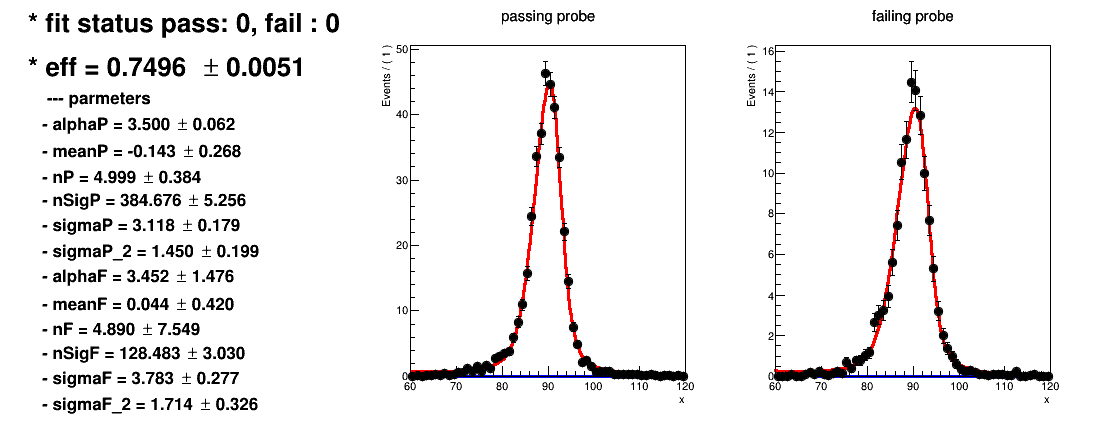 * fit status pass: 0, fail : 0
* eff = 0.7496 ± 0.0051
--- parmeters
- alphaP = 3.500 ± 0.062
- meanP = -0.143 ± 0.268
- nP = 4.999 ± 0.384
- nSigP = 384.676 ± 5.256
- sigmaP = 3.118 ± 0.179
- sigmaP_2 = 1.450 ± 0.199
- alphaF = 3.452 ± 1.476
- meanF = 0.044 ± 0.420
- nF = 4.890 ± 7.549
- nSigF = 128.483 ± 3.030
- sigmaF = 3.783 ± 0.277
- sigmaF_2 = 1.714 ± 0.326
passing probe
Events / ( 1 )
50
40
30
20
10
0
60 70 80 90 100 110 120
x
failing probe
Events / ( 1 )
16
14
12
10
8
6
4
2
0
60 70 80 90 100 110 120
x